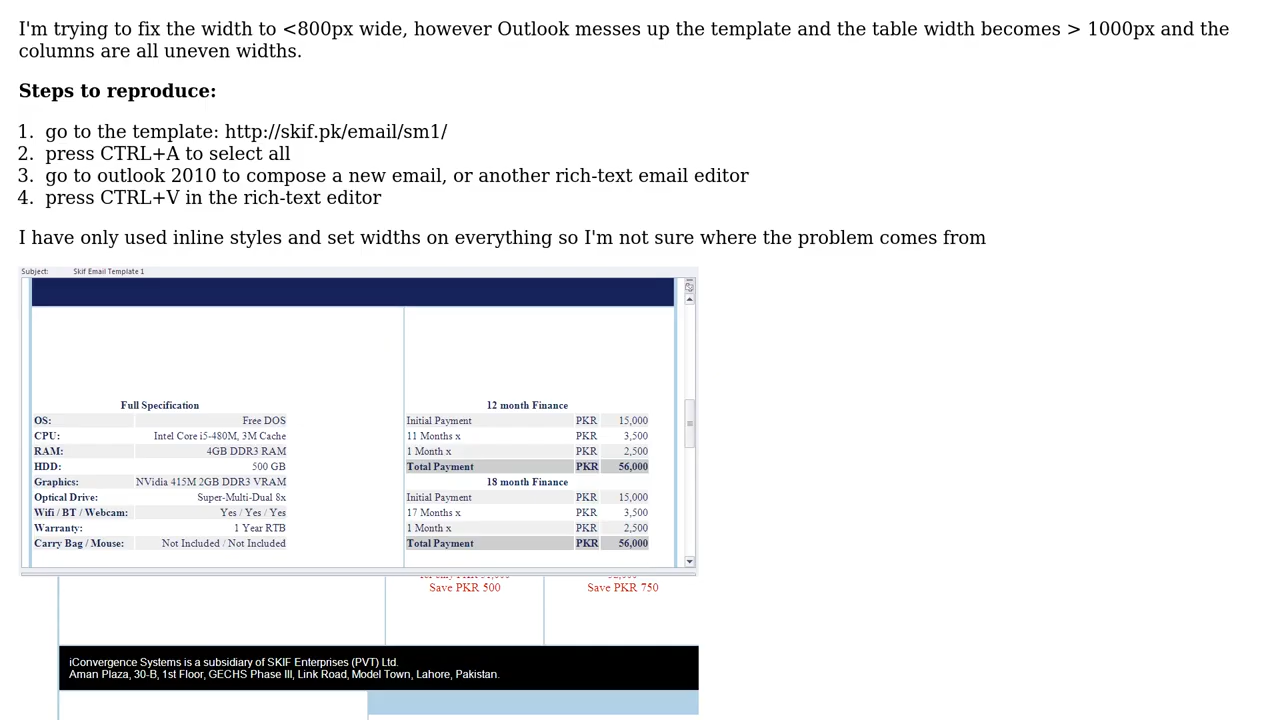 I'm trying to fix the width to <800px wide, however Outlook messes up the template and the table width becomes > 1000px and the
columns are all uneven widths.
Steps to reproduce:
1. go to the template: http://skif.pk/email/sm1/
2. press CTRL+A to select all
3. go to outlook 2010 to compose a new email, or another rich-text email editor
4. press CTRL+V in the rich-text editor
I have only used inline styles and set widths on everything so I'm not sure where the problem comes from
Subject: Skif Email Template 1
Full Specification
OS: Free DOS
CPU: Intel Core i5-480M, 3M Cache
RAM: 4GB DDR3 RAM
HDD: 500 GB
Graphics: NVidia 415M 2GB DDR3 VRAM
Optical Drive: Super-Multi-Dual 8x
Wifi / BT / Webcam: Yes / Yes / Yes
Warranty: 1 Year RTB
Carry Bag / Mouse: Not Included / Not Included
12 month Finance
Initial Payment PKR 15,000
11 Months x PKR 3,500
1 Month x PKR 2,500
Total Payment PKR 56,000
18 month Finance
Initial Payment PKR 15,000
17 Months x PKR 3,500
1 Month x PKR 2,500
Total Payment PKR 56,000
Save PKR 500 Save PKR 750
iConvergence Systems is a subsidiary of SKIF Enterprises (PVT) Ltd.
Aman Plaza, 30-B, 1st Floor, GECHS Phase III, Link Road, Model Town, Lahore, Pakistan.